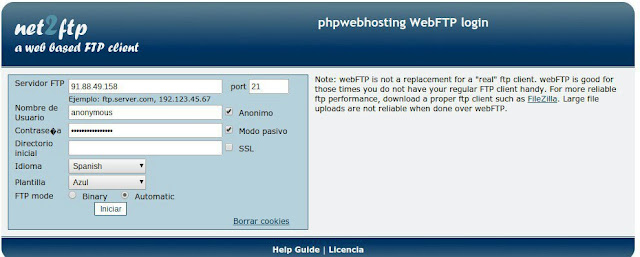 net2ftp
a web based FTP client
phpwebhosting WebFTP login
Servidor FTP 91.88.49.158 port 21
Ejemplo: ftp.server.com, 192.123.45.67
Nombre de Usuario anonymous Anonimo
Contrase�a •••••••••••••••• Modo pasivo
Directorio inicial SSL
Idioma Spanish
Plantilla Azul
FTP mode Binary Automatic
Iniciar
Borrar cookies
Note: webFTP is not a replacement for a "real" ftp client. webFTP is good for
those times you do not have your regular FTP client handy. For more reliable
ftp performance, download a proper ftp client such as FileZilla. Large file
uploads are not reliable when done over webFTP.
Help Guide | Licencia